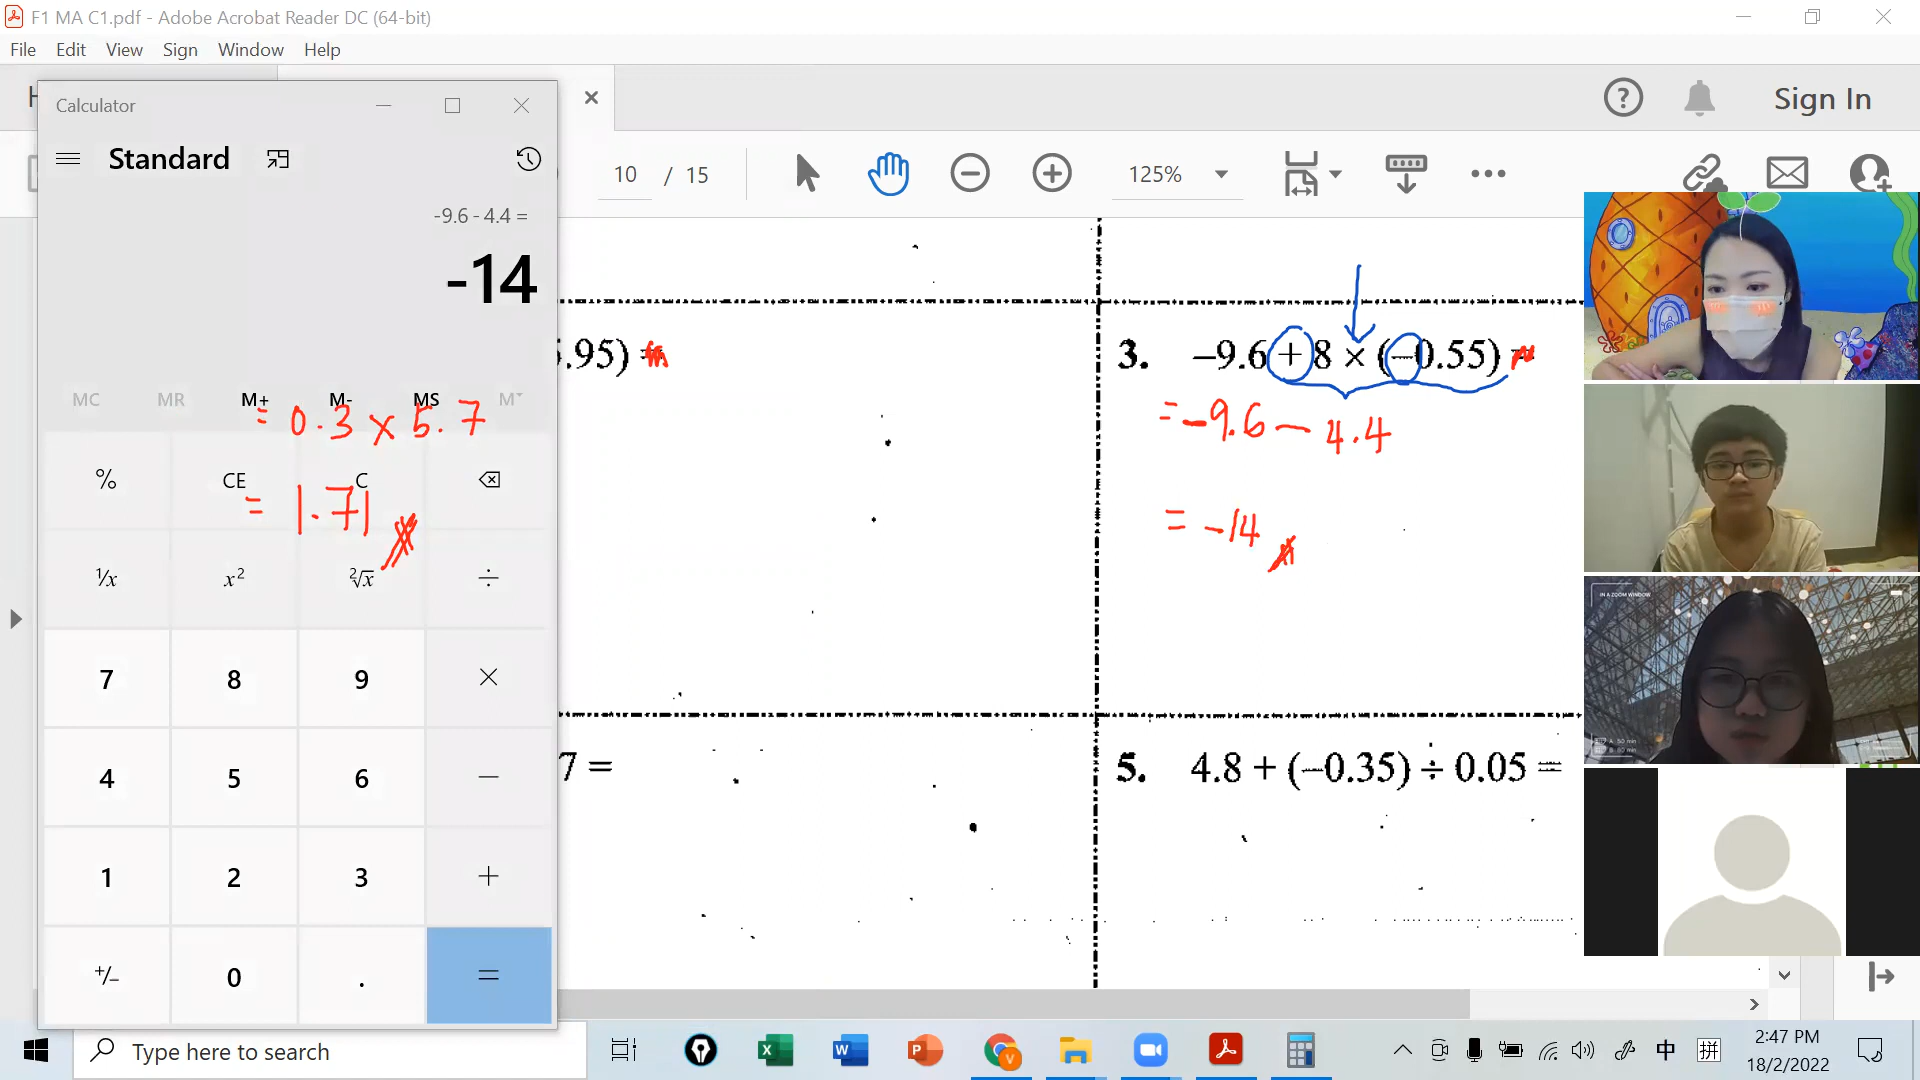 F1 MA C1.pdf - Adobe Acrobat Reader DC (64-bit)
File Edit View Sign Window Help
Calculator
Sign In
Standard
10 / 15
125%
-9.6 - 4.4 =
-14
MC MR M+ M- MS M˅
% CE C
¹/x x² ²√x ÷
7 8 9 ×
4 5 6 −
1 2 3 +
+/− 0 . =
= 0.3 × 5.7
= 1.71
.95) =
3. –9.6 + 8 × (–0.55) =
= -9.6 - 4.4
= -14
7 =
5. 4.8 + (–0.35) ÷ 0.05 =
IN A ZOOM WINDOW
Type here to search
中
拼
2:47 PM
18/2/2022